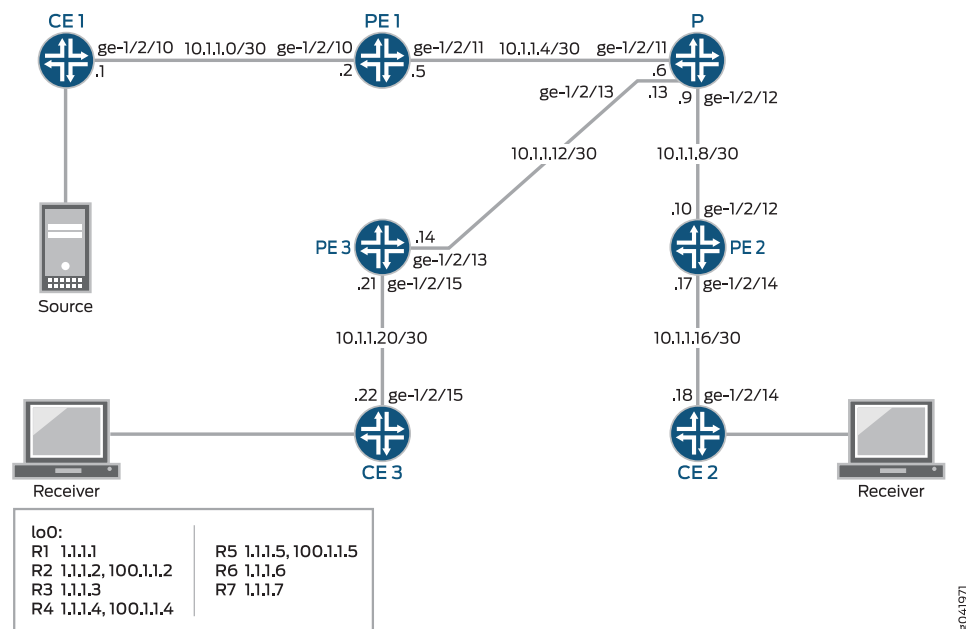 CE 1
PE 1
P
ge-1/2/10 10.1.1.0/30 ge-1/2/10
ge-1/2/11 10.1.1.4/30 ge-1/2/11
.1
.2
.5
.6
ge-1/2/13
.13
.9 ge-1/2/12
10.1.1.12/30
10.1.1.8/30
.10 ge-1/2/12
PE 3
.14
ge-1/2/13
PE 2
.21 ge-1/2/15
.17 ge-1/2/14
Source
10.1.1.20/30
10.1.1.16/30
.22 ge-1/2/15
.18 ge-1/2/14
Receiver
CE 3
CE 2
Receiver
lo0:
R1 1.1.1.1
R2 1.1.1.2, 100.1.1.2
R3 1.1.1.3
R4 1.1.1.4, 100.1.1.4
R5 1.1.1.5, 100.1.1.5
R6 1.1.1.6
R7 1.1.1.7
g041971